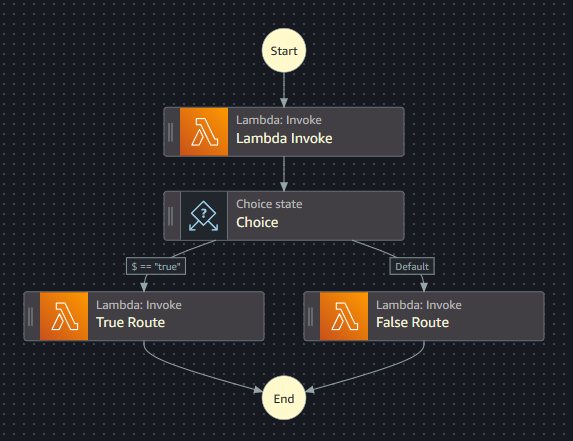 Start
Lambda: Invoke
Lambda Invoke
?
Choice state
Choice
$ == "true"
Default
Lambda: Invoke
True Route
Lambda: Invoke
False Route
End